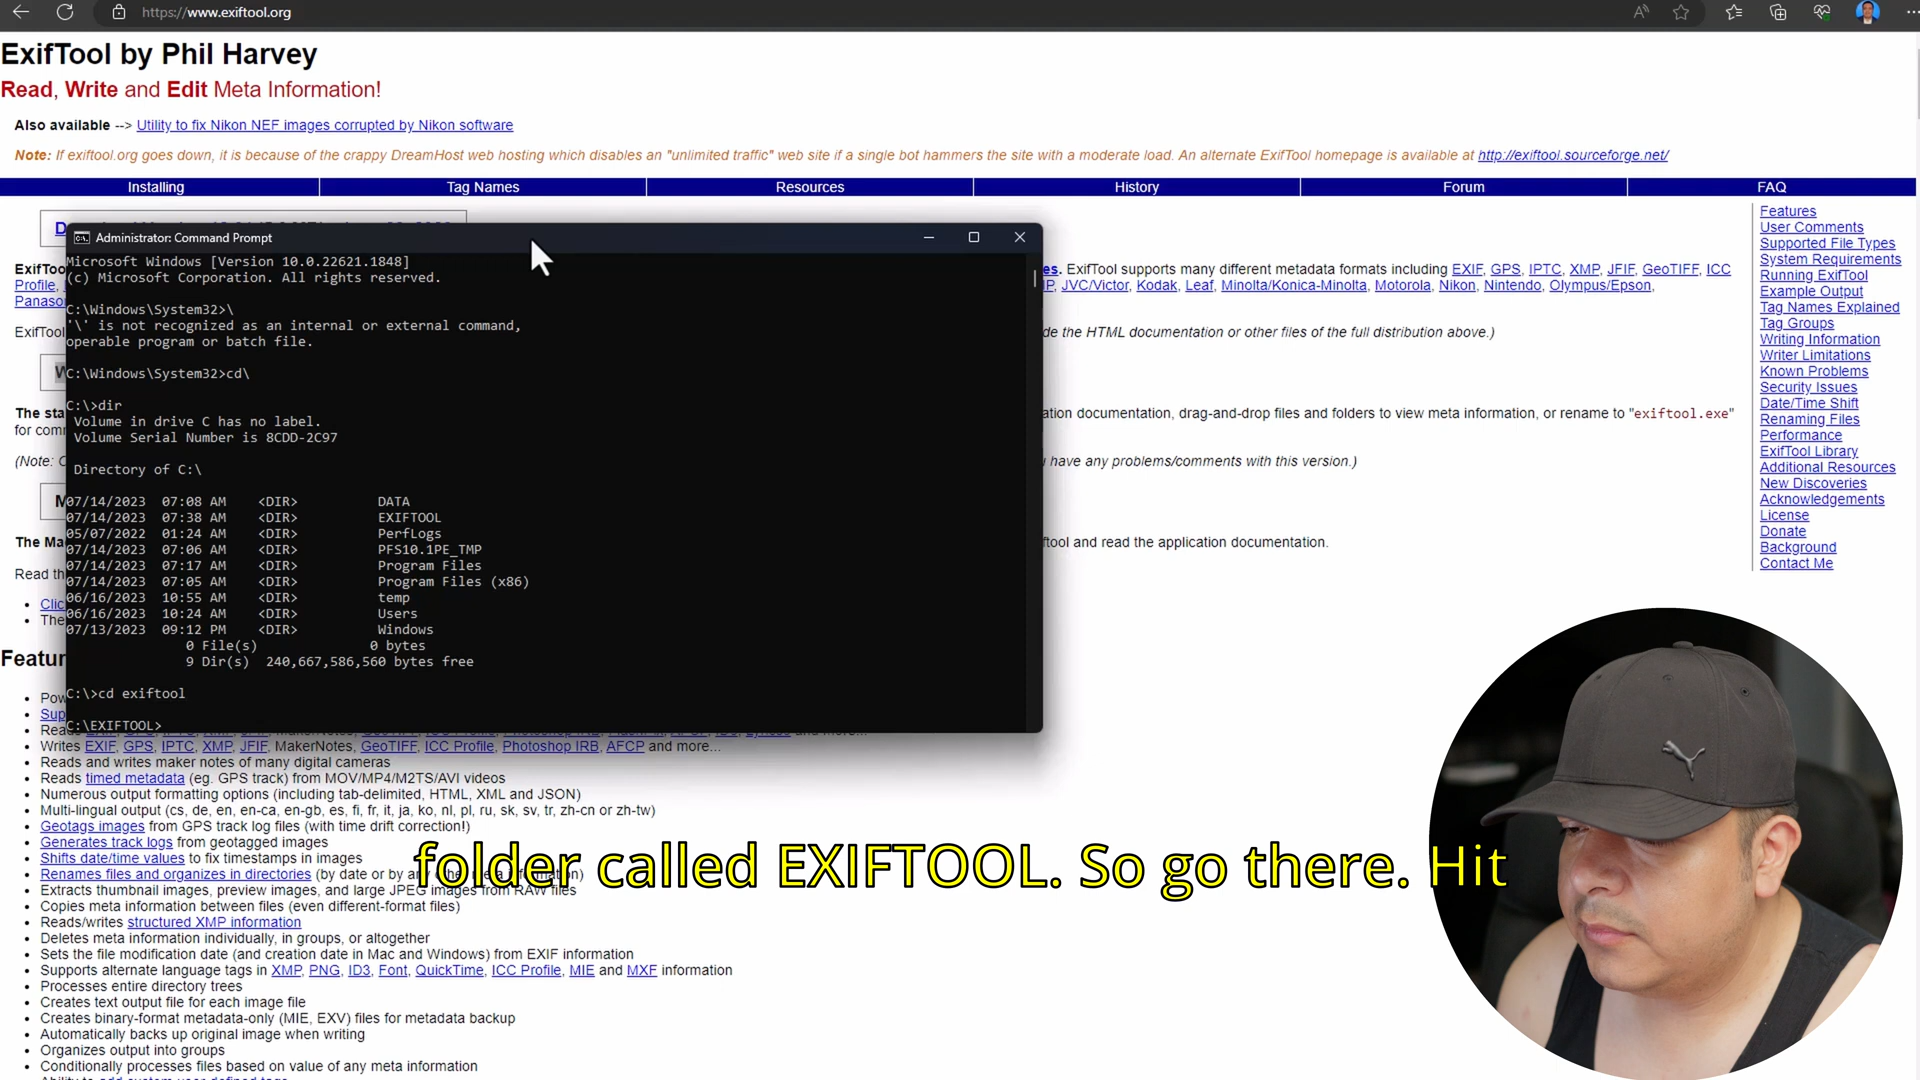 https://www.exiftool.org
ExifTool by Phil Harvey
Read, Write and Edit Meta Information!
Also available --> Utility to fix Nikon NEF images corrupted by Nikon software
Note: If exiftool.org goes down, it is because of the crappy DreamHost web hosting which disables an "unlimited traffic" web site if a single bot hammers the site with a moderate load. An alternate ExifTool homepage is available at http://exiftool.sourceforge.net/
Installing Tag Names Resources History Forum FAQ
Administrator: Command Prompt
Microsoft Windows [Version 10.0.22621.1848]
(c) Microsoft Corporation. All rights reserved.
C:\Windows\System32>\
'\' is not recognized as an internal or external command,
operable program or batch file.
C:\Windows\System32>cd\
C:\>dir
Volume in drive C has no label.
Volume Serial Number is 8CDD-2C97
Directory of C:\
07/14/2023 07:08 AM <DIR> DATA
07/14/2023 07:38 AM <DIR> EXIFTOOL
05/07/2022 01:24 AM <DIR> PerfLogs
07/14/2023 07:06 AM <DIR> PFS10.1PE_TMP
07/14/2023 07:17 AM <DIR> Program Files
07/14/2023 07:05 AM <DIR> Program Files (x86)
06/16/2023 10:55 AM <DIR> temp
06/16/2023 10:24 AM <DIR> Users
07/13/2023 09:12 PM <DIR> Windows
0 File(s) 0 bytes
9 Dir(s) 240,667,586,560 bytes free
C:\>cd exiftool
C:\EXIFTOOL>
ExifTool supports many different metadata formats including EXIF, GPS, IPTC, XMP, JFIF, GeoTIFF, ICC
Profile,
JVC/Victor, Kodak, Leaf, Minolta/Konica-Minolta, Motorola, Nikon, Nintendo, Olympus/Epson,
the HTML documentation or other files of the full distribution above.)
The
documentation, drag-and-drop files and folders to view meta information, or rename to "exiftool.exe"
for
(Note:
have any problems/comments with this version.)
The
and read the application documentation.
Read
Features
User Comments
Supported File Types
System Requirements
Running ExifTool
Example Output
Tag Names Explained
Tag Groups
Writing Information
Writer Limitations
Known Problems
Security Issues
Date/Time Shift
Renaming Files
Performance
ExifTool Library
Additional Resources
New Discoveries
Acknowledgements
License
Donate
Background
Contact Me
Writes EXIF, GPS, IPTC, XMP, JFIF, MakerNotes, GeoTIFF, ICC Profile, Photoshop IRB, AFCP and more...
Reads and writes maker notes of many digital cameras
Reads timed metadata (eg. GPS track) from MOV/MP4/M2TS/AVI videos
Numerous output formatting options (including tab-delimited, HTML, XML and JSON)
Multi-lingual output (cs, de, en, en-ca, en-gb, es, fi, fr, it, ja, ko, nl, pl, ru, sk, sv, tr, zh-cn or zh-tw)
Geotags images from GPS track log files (with time drift correction!)
Generates track logs from geotagged images
Shifts date/time values to fix timestamps in images
Renames files and organizes in directories (by date or by any other meta information)
Extracts thumbnail images, preview images, and large JPEG images from RAW files
folder called EXIFTOOL. So go there. Hit
Copies meta information between files (even different-format files)
Reads/writes structured XMP information
Deletes meta information individually, in groups, or altogether
Sets the file modification date (and creation date in Mac and Windows) from EXIF information
Supports alternate language tags in XMP, PNG, ID3, Font, QuickTime, ICC Profile, MIE and MXF information
Processes entire directory trees
Creates text output file for each image file
Creates binary-format metadata-only (MIE, EXV) files for metadata backup
Automatically backs up original image when writing
Organizes output into groups
Conditionally processes files based on value of any meta information